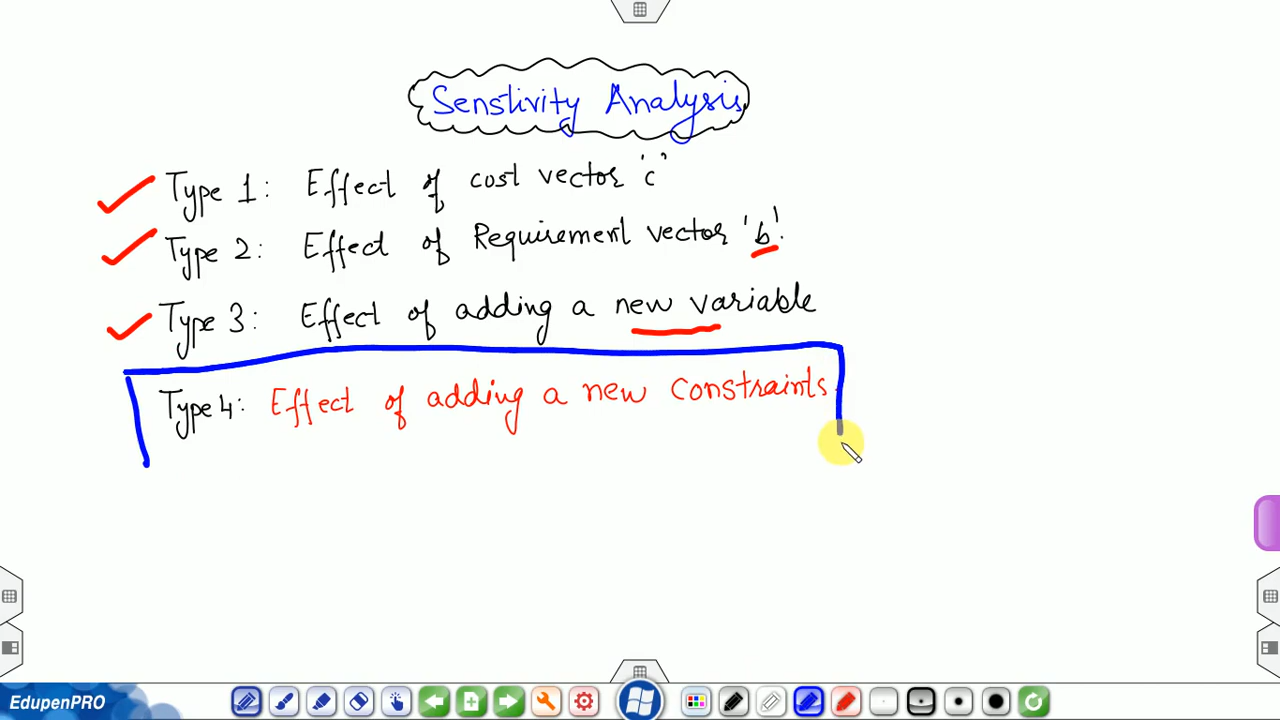 Senstivity Analysis
Type 1: Effect of cost vector 'c'
Type 2: Effect of Requirement vector 'b'.
Type 3: Effect of adding a new variable
Type 4: Effect of adding a new constraints.
EdupenPRO